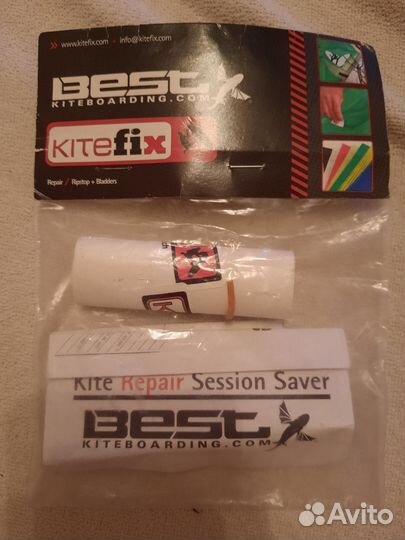 > www.kitefix.com • info@kitefix.com
BEST
KITEBOARDING.COM
KITEfix
Repair / Ripstop + Bladders
Kite Repair Session Saver
BEST
KITEBOARDING.COM
Avito